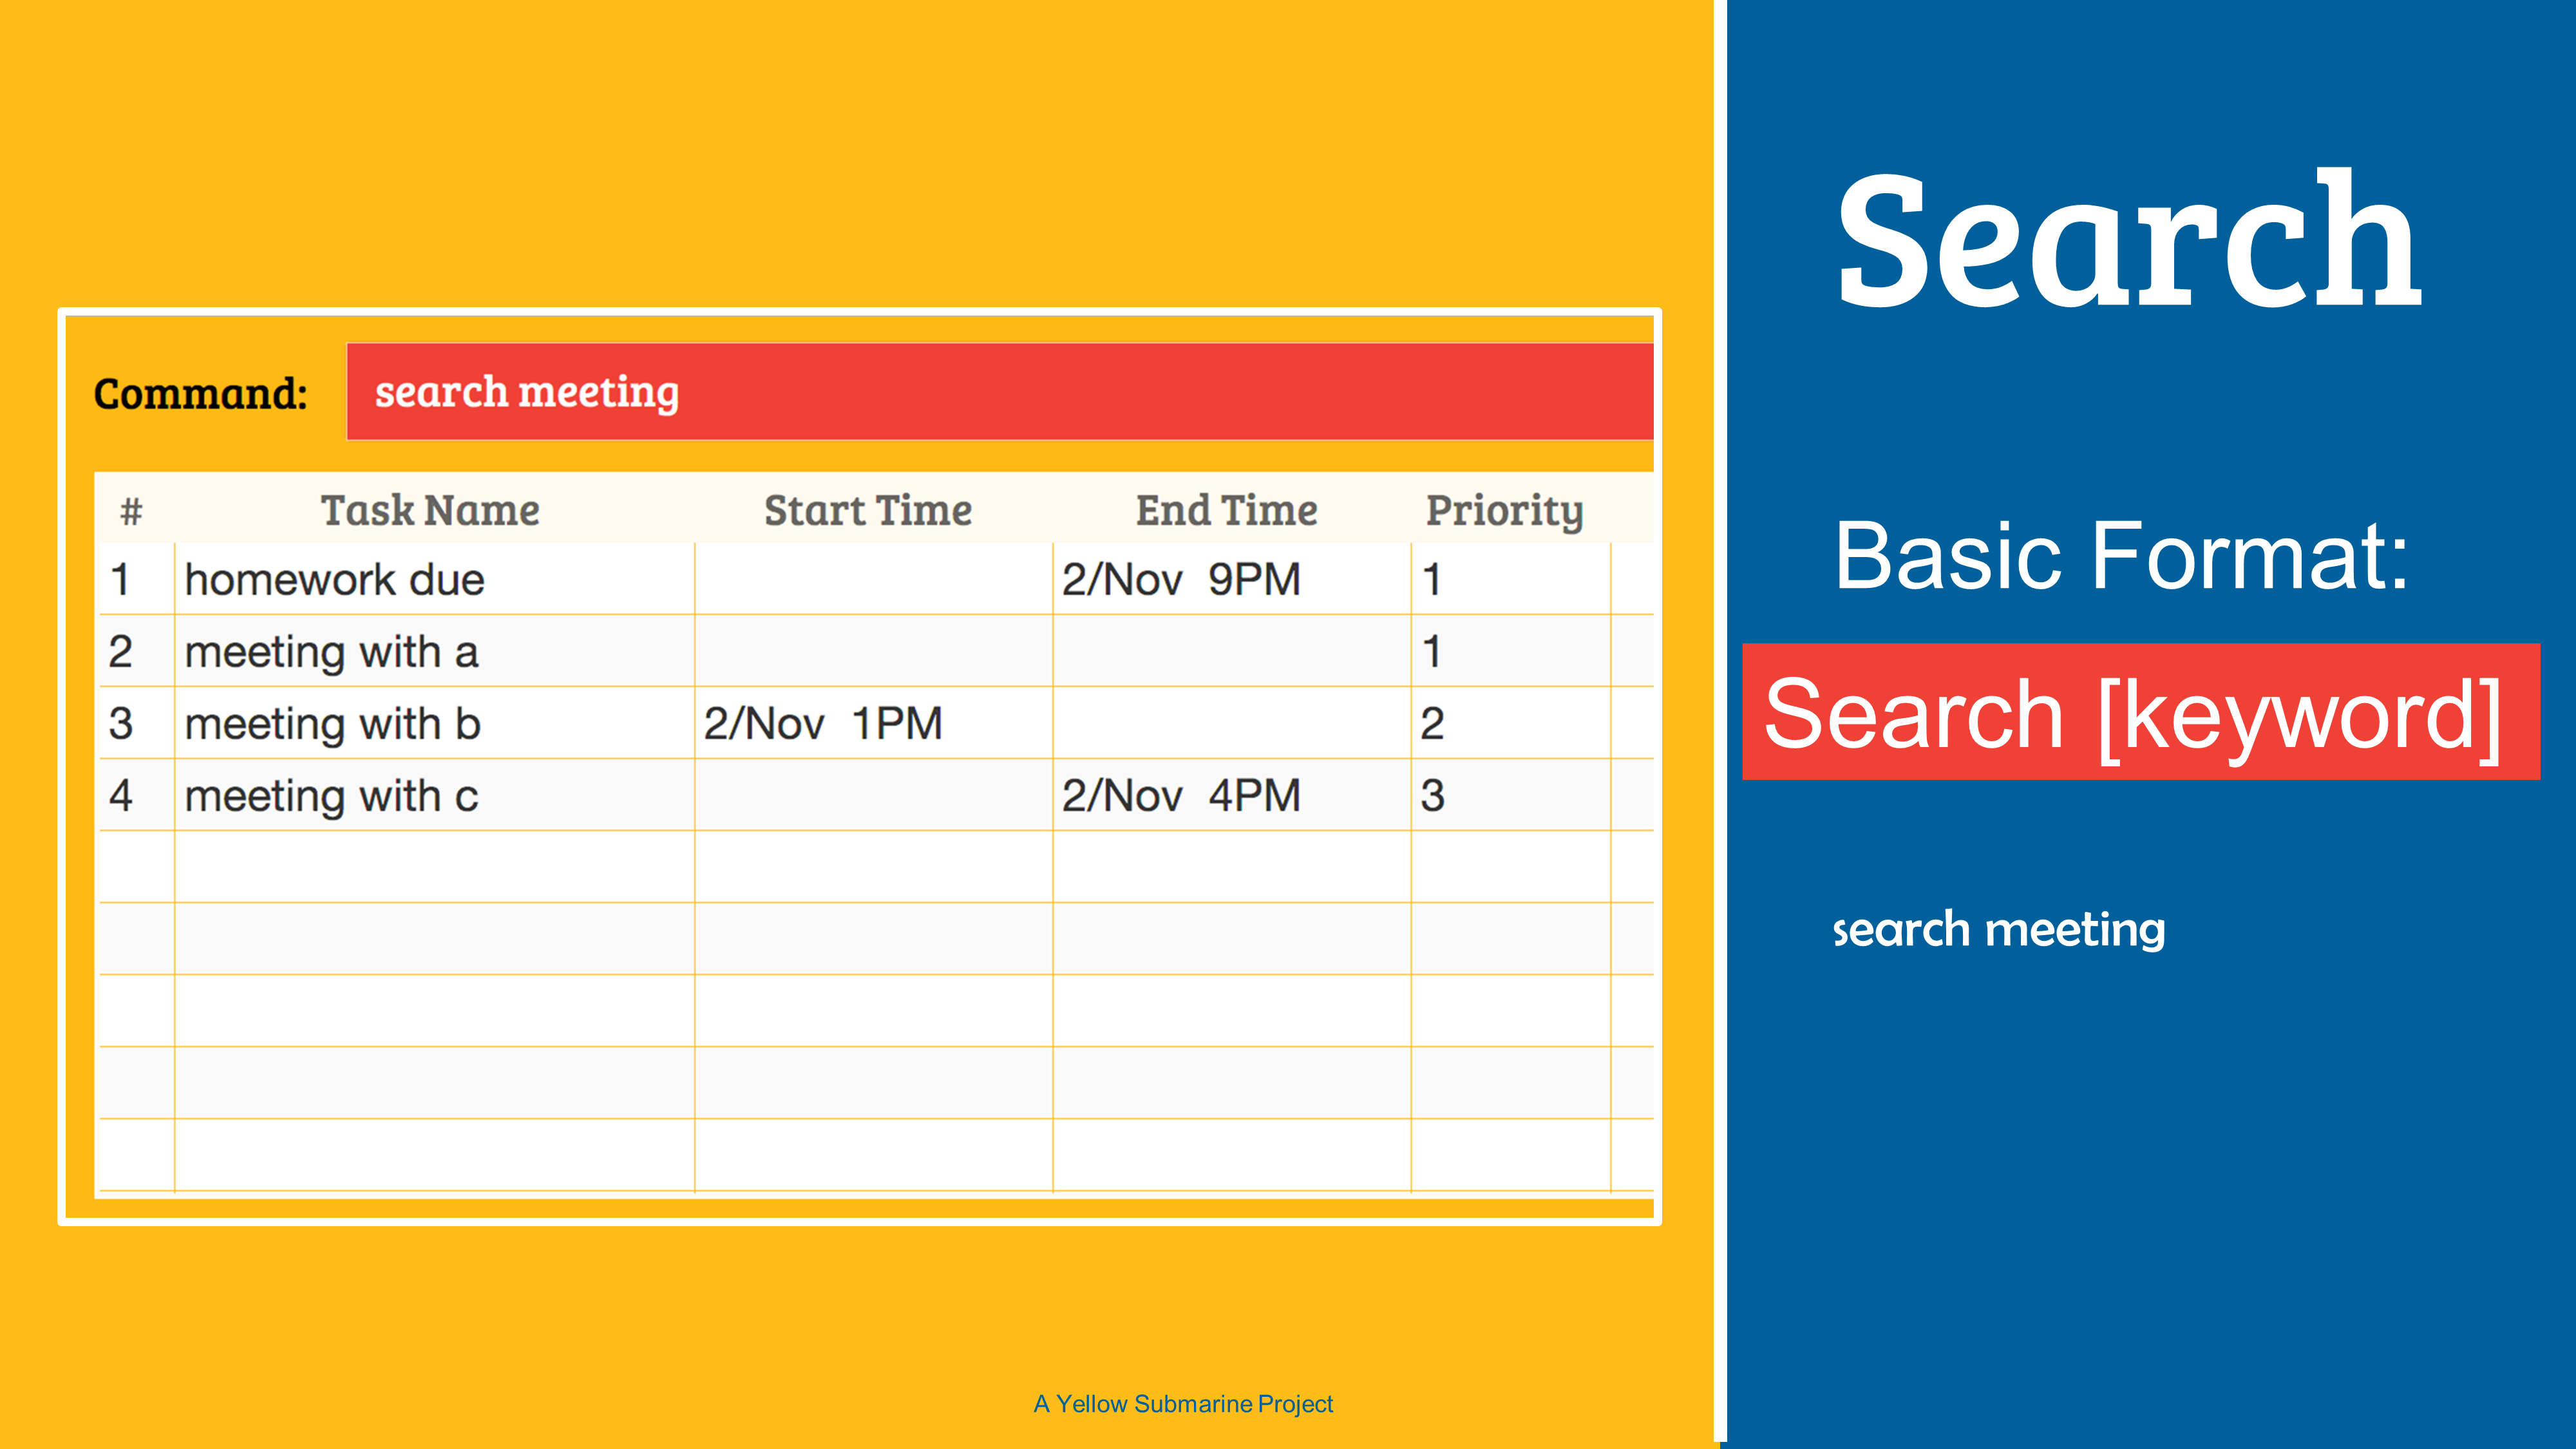 Command: search meeting
# Task Name Start Time End Time Priority
1 homework due 2/Nov 9PM 1
2 meeting with a 1
3 meeting with b 2/Nov 1PM 2
4 meeting with c 2/Nov 4PM 3
A Yellow Submarine Project
Search
Basic Format:
Search [keyword]
search meeting